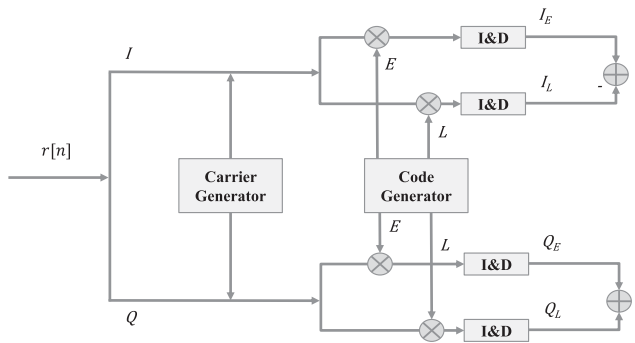 I
r[n]
Carrier
Generator
Q
E
I&D
I_E
-
I&D
I_L
L
Code
Generator
E
L
I&D
Q_E
I&D
Q_L